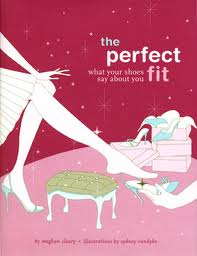 the
perfect
what your shoes
say about you
fit
by meghan cleary • illustrations by sydney vandyke